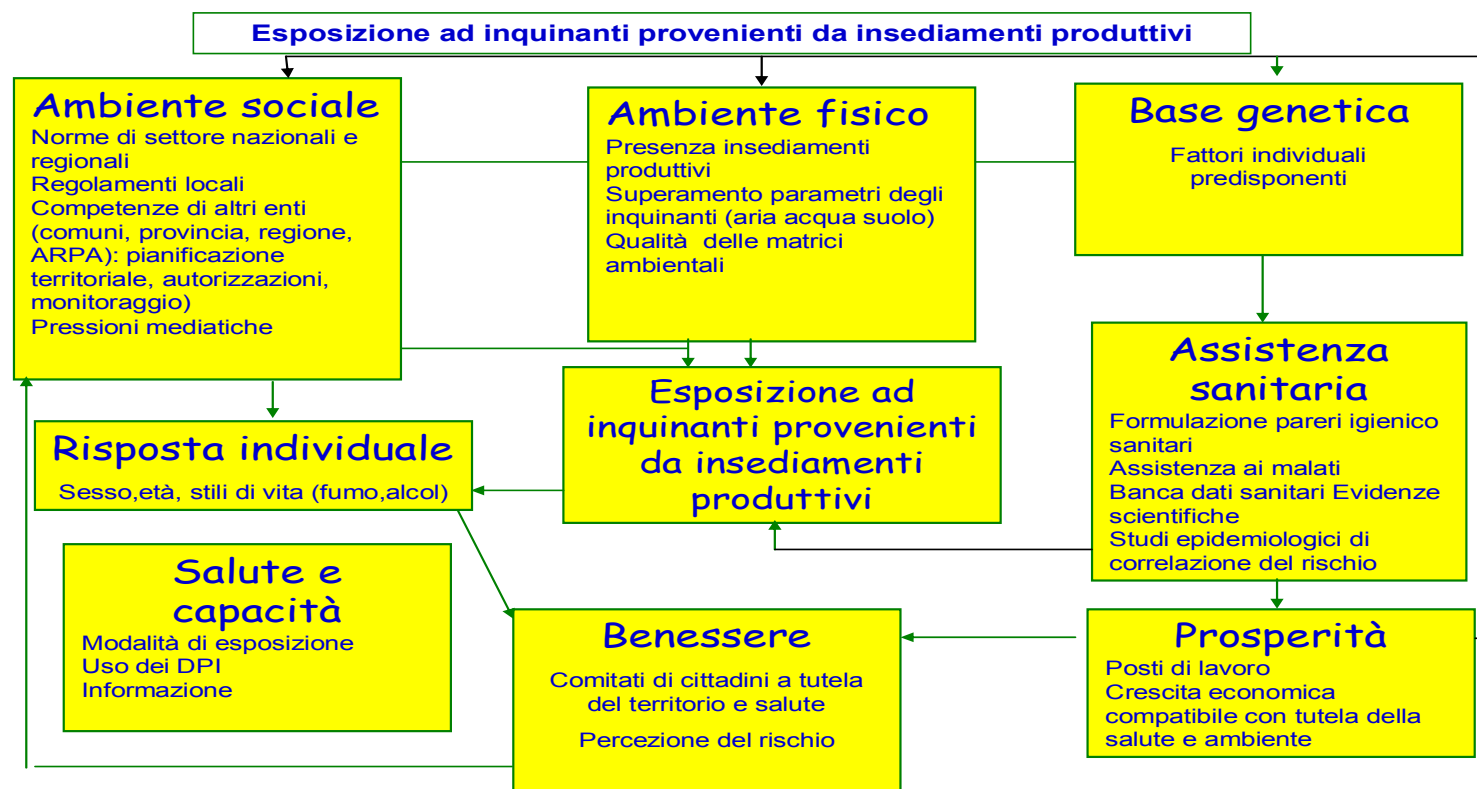 Esposizione ad inquinanti provenienti da insediamenti produttivi
Ambiente sociale
Norme di settore nazionali e
regionali
Regolamenti locali
Competenze di altri enti
(comuni, provincia, regione,
ARPA): pianificazione
territoriale, autorizzazioni,
monitoraggio)
Pressioni mediatiche
Ambiente fisico
Presenza insediamenti
produttivi
Superamento parametri degli
inquinanti (aria acqua suolo)
Qualità delle matrici
ambientali
Base genetica
Fattori individuali
predisponenti
Risposta individuale
Sesso,età, stili di vita (fumo,alcol)
Esposizione ad
inquinanti provenienti
da insediamenti
produttivi
Assistenza
sanitaria
Formulazione pareri igienico
sanitari
Assistenza ai malati
Banca dati sanitari Evidenze
scientifiche
Studi epidemiologici di
correlazione del rischio
Salute e
capacità
Modalità di esposizione
Uso dei DPI
Informazione
Benessere
Comitati di cittadini a tutela
del territorio e salute
Percezione del rischio
Prosperità
Posti di lavoro
Crescita economica
compatibile con tutela della
salute e ambiente